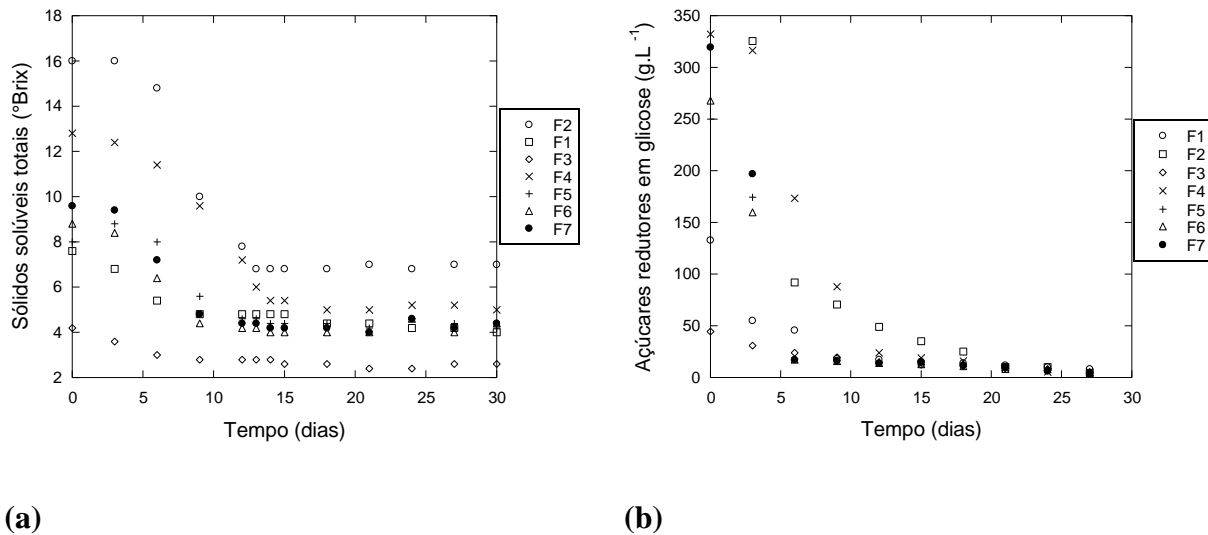 Sólidos solúveis totais (°Brix)
18
16
14
12
10
8
6
4
2
0 5 10 15 20 25 30
Tempo (dias)
F2
F1
F3
F4
F5
F6
F7
(a)
Açúcares redutores em glicose (g.L⁻¹)
350
300
250
200
150
100
50
0
0 5 10 15 20 25 30
Tempo (dias)
F1
F2
F3
F4
F5
F6
F7
(b)